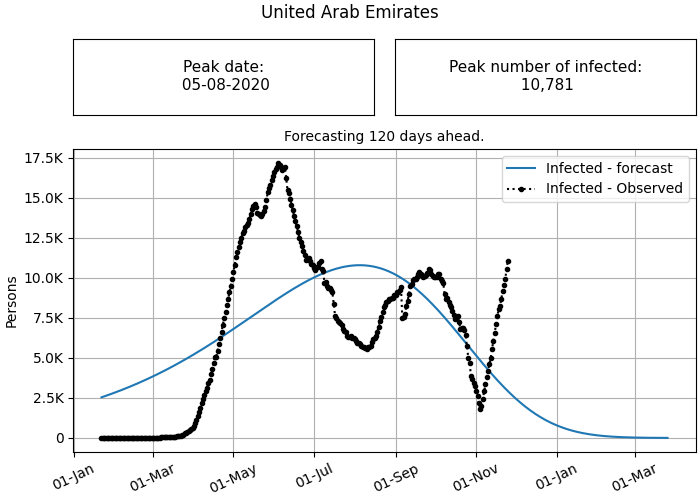 United Arab Emirates
Peak date:
05-08-2020
Peak number of infected:
10,781
Forecasting 120 days ahead.
Infected - forecast
Infected - Observed
Persons
17.5K
15.0K
12.5K
10.0K
7.5K
5.0K
2.5K
0
01-Jan
01-Mar
01-May
01-Jul
01-Sep
01-Nov
01-Jan
01-Mar